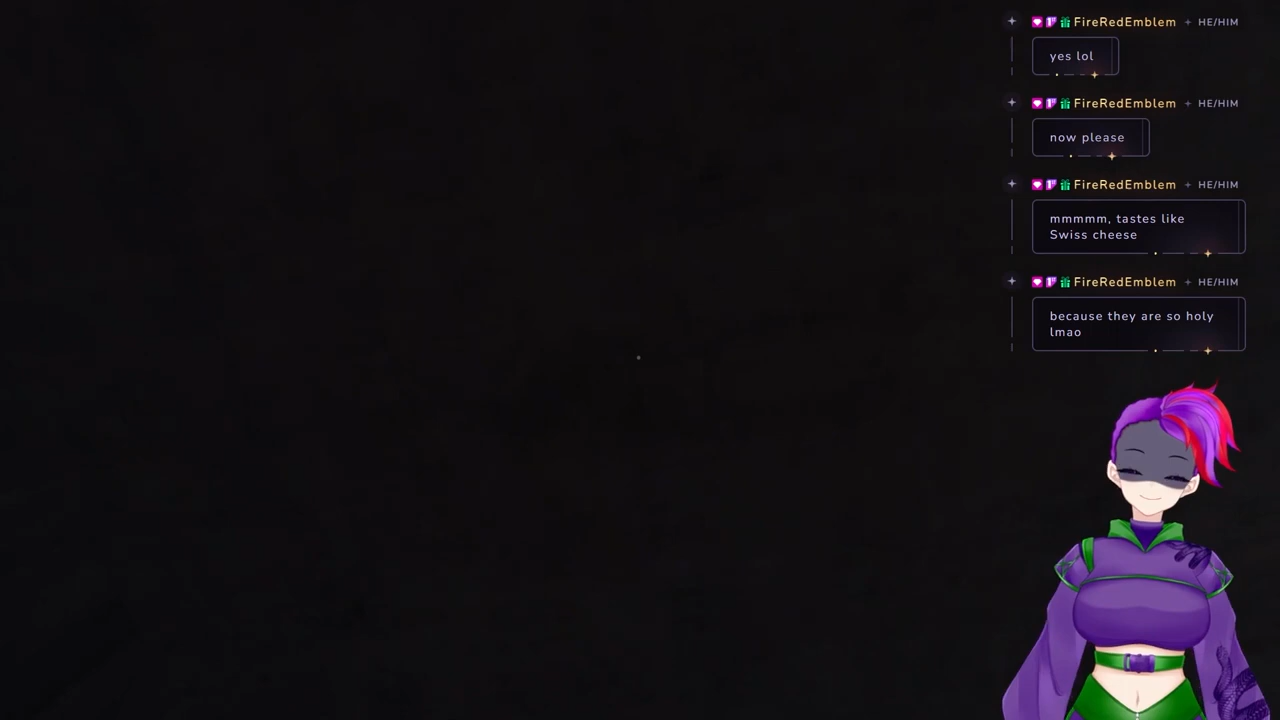 FireRedEmblem HE/HIM
yes lol
FireRedEmblem HE/HIM
now please
FireRedEmblem HE/HIM
mmmmm, tastes like
Swiss cheese
FireRedEmblem HE/HIM
because they are so holy
lmao